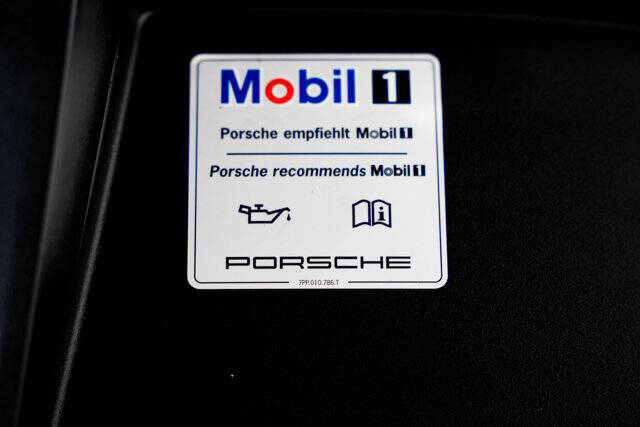 Mobil 1
Porsche empfiehlt Mobil 1
Porsche recommends Mobil 1
PORSCHE
7PP.010.786.T